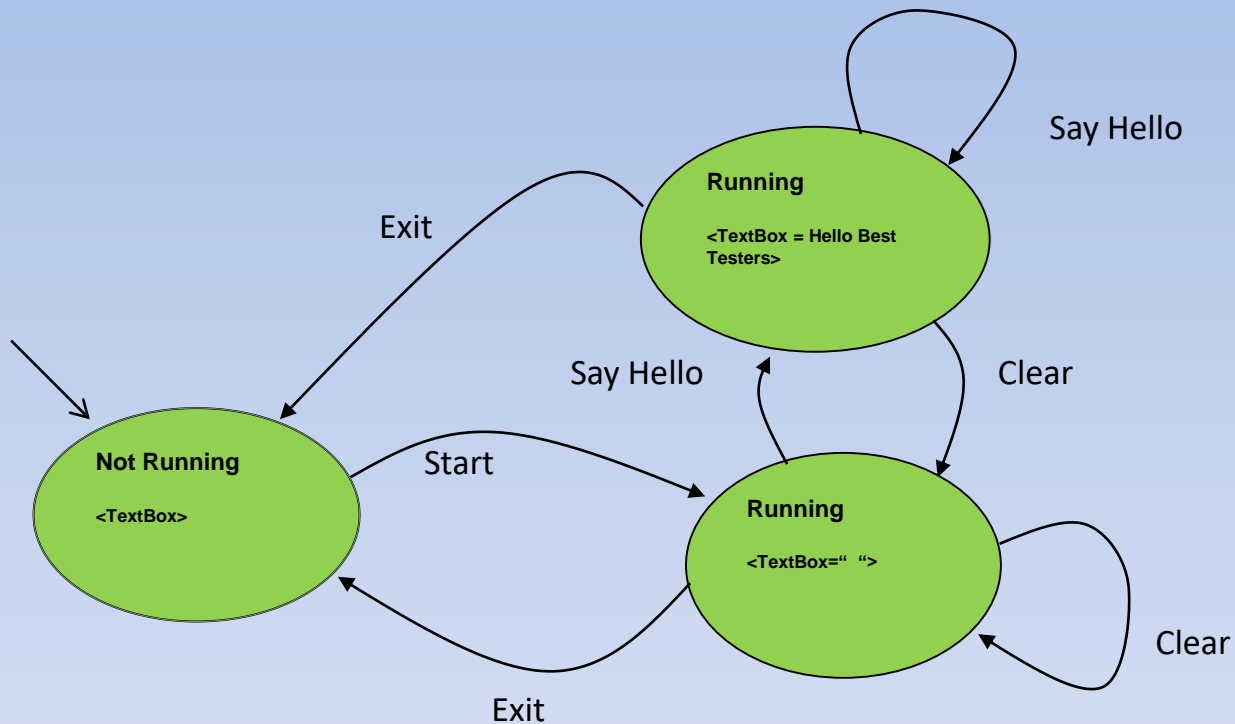 Say Hello
Running
<TextBox = Hello Best
Testers>
Exit
Say Hello
Clear
Not Running
<TextBox>
Start
Running
<TextBox=“  “>
Clear
Exit